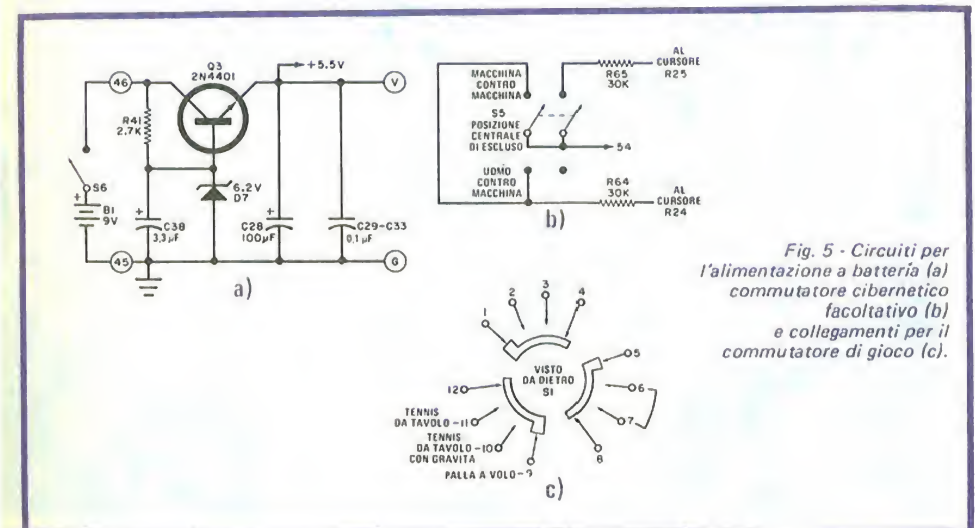 Q3
2N4401
+5.5V
46
V
R41
2.7K
S6
+
B1
9V
+
C38
3,3µF
6.2V
D7
+
C28
100µF
C29-C33
0,1µF
45
G
a)
MACCHINA
CONTRO
MACCHINA
S5
POSIZIONE
CENTRALE
DI ESCLUSO
UOMO
CONTRO
MACCHINA
R65
30K
AL
CURSORE
R25
54
R64
30K
AL
CURSORE
R24
b)
Fig. 5 - Circuiti per
l'alimentazione a batteria (a)
commutatore cibernetico
facoltativo (b)
e collegamenti per il
commutatore di gioco (c).
1
2
3
4
5
6
7
8
VISTO
DA DIETRO
S1
12
TENNIS
DA TAVOLO -11
TENNIS
DA TAVOLO -10
CON GRAVITA
PALLA A VOLO -9
c)